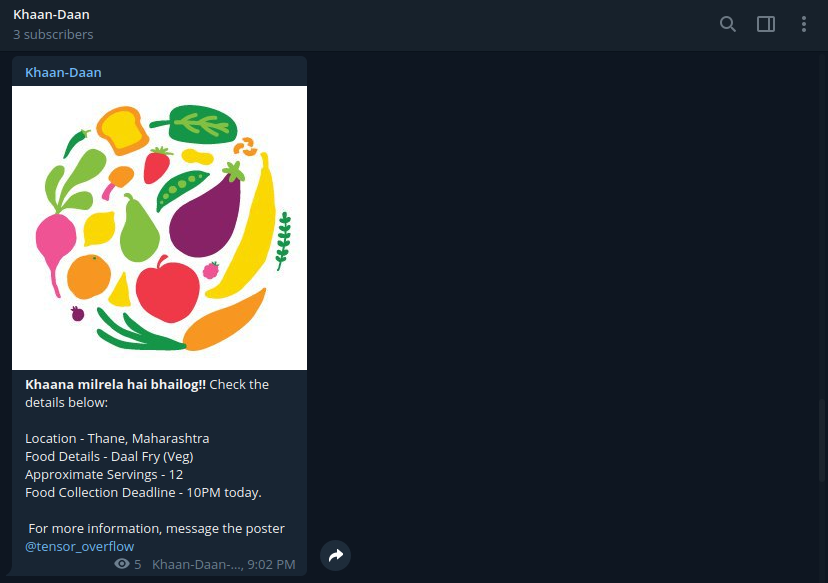 Khaan-Daan
3 subscribers
Khaan-Daan
Khaana milrela hai bhailog!! Check the
details below:
Location - Thane, Maharashtra
Food Details - Daal Fry (Veg)
Approximate Servings - 12
Food Collection Deadline - 10PM today.
For more information, message the poster
@tensor_overflow
5 Khaan-Daan-..., 9:02 PM